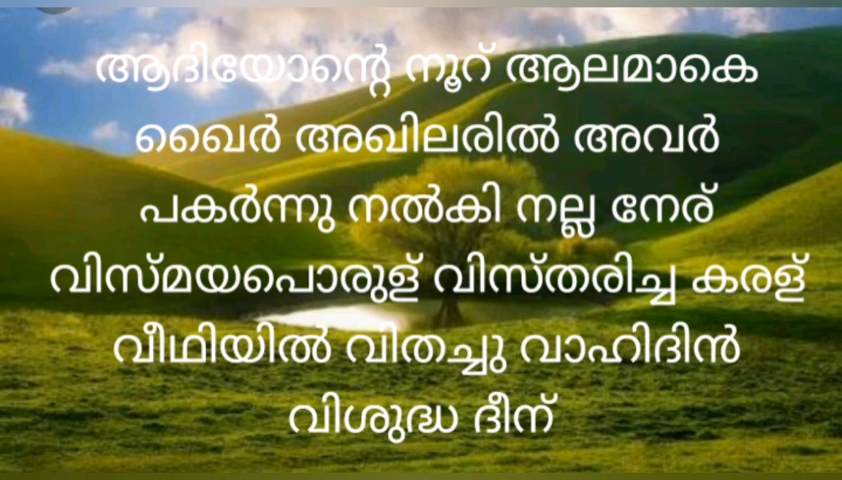 ആദിയോന്റെ നൂറ് ആലമാകെ
ഖൈർ അഖിലരിൽ അവർ
പകർന്നു നൽകി നല്ല നേര്
വിസ്മയപൊരുള് വിസ്തരിച്ച കരള്
വീഥിയിൽ വിതച്ചു വാഹിദിൻ
വിശുദ്ധ ദീന്